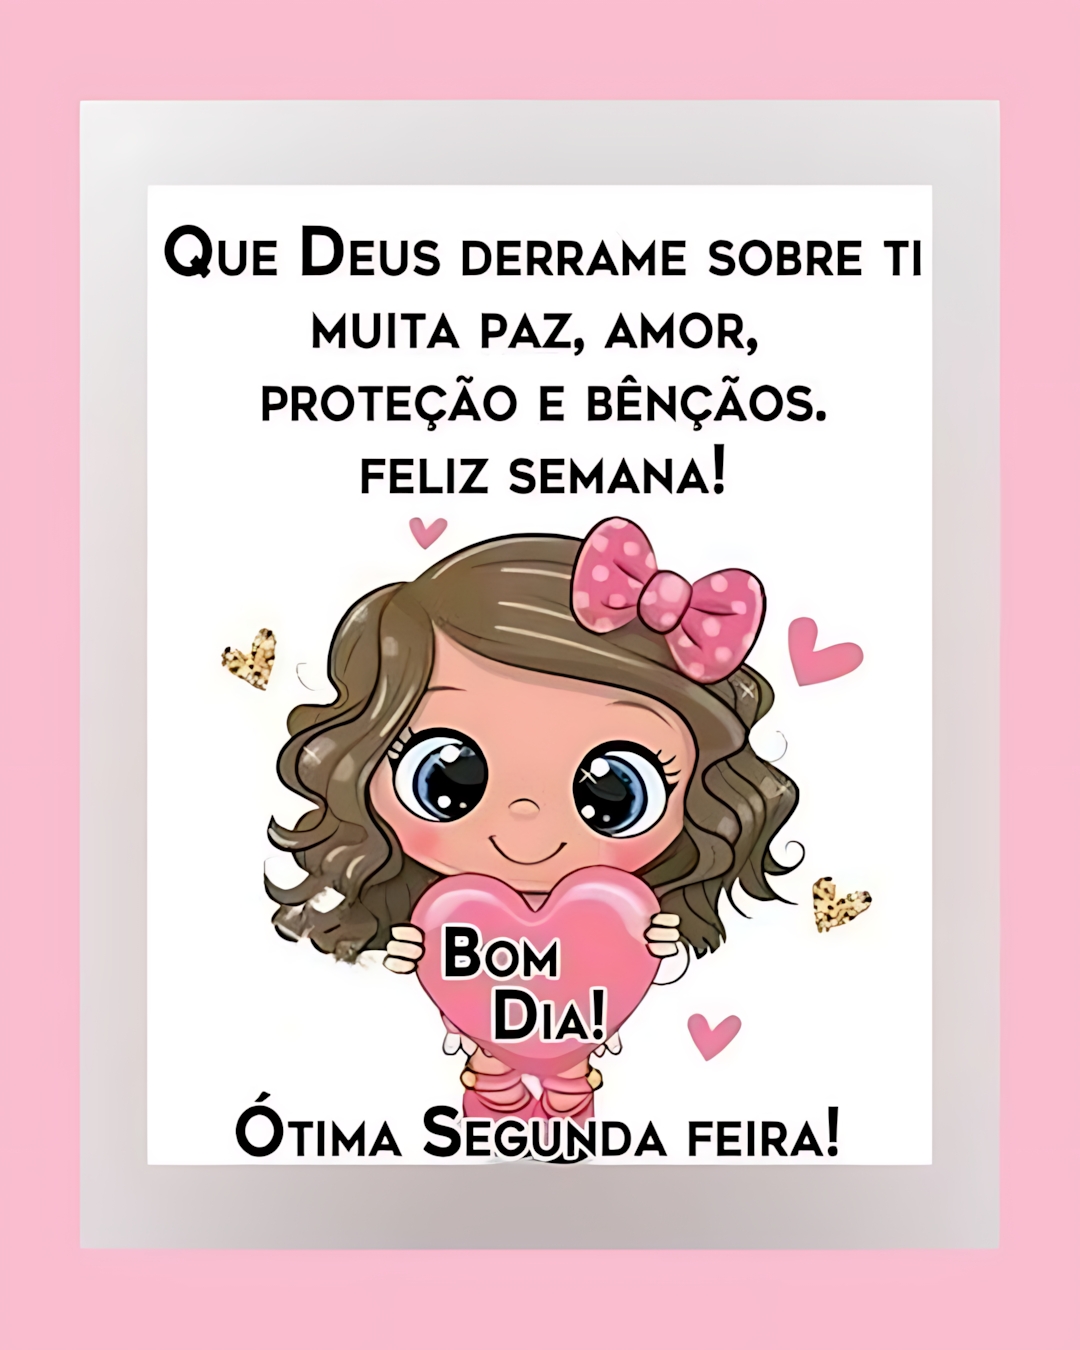 Que Deus derrame sobre ti
muita paz, amor,
proteção e bênçãos.
feliz semana!
Bom
Dia!
Ótima Segunda feira!